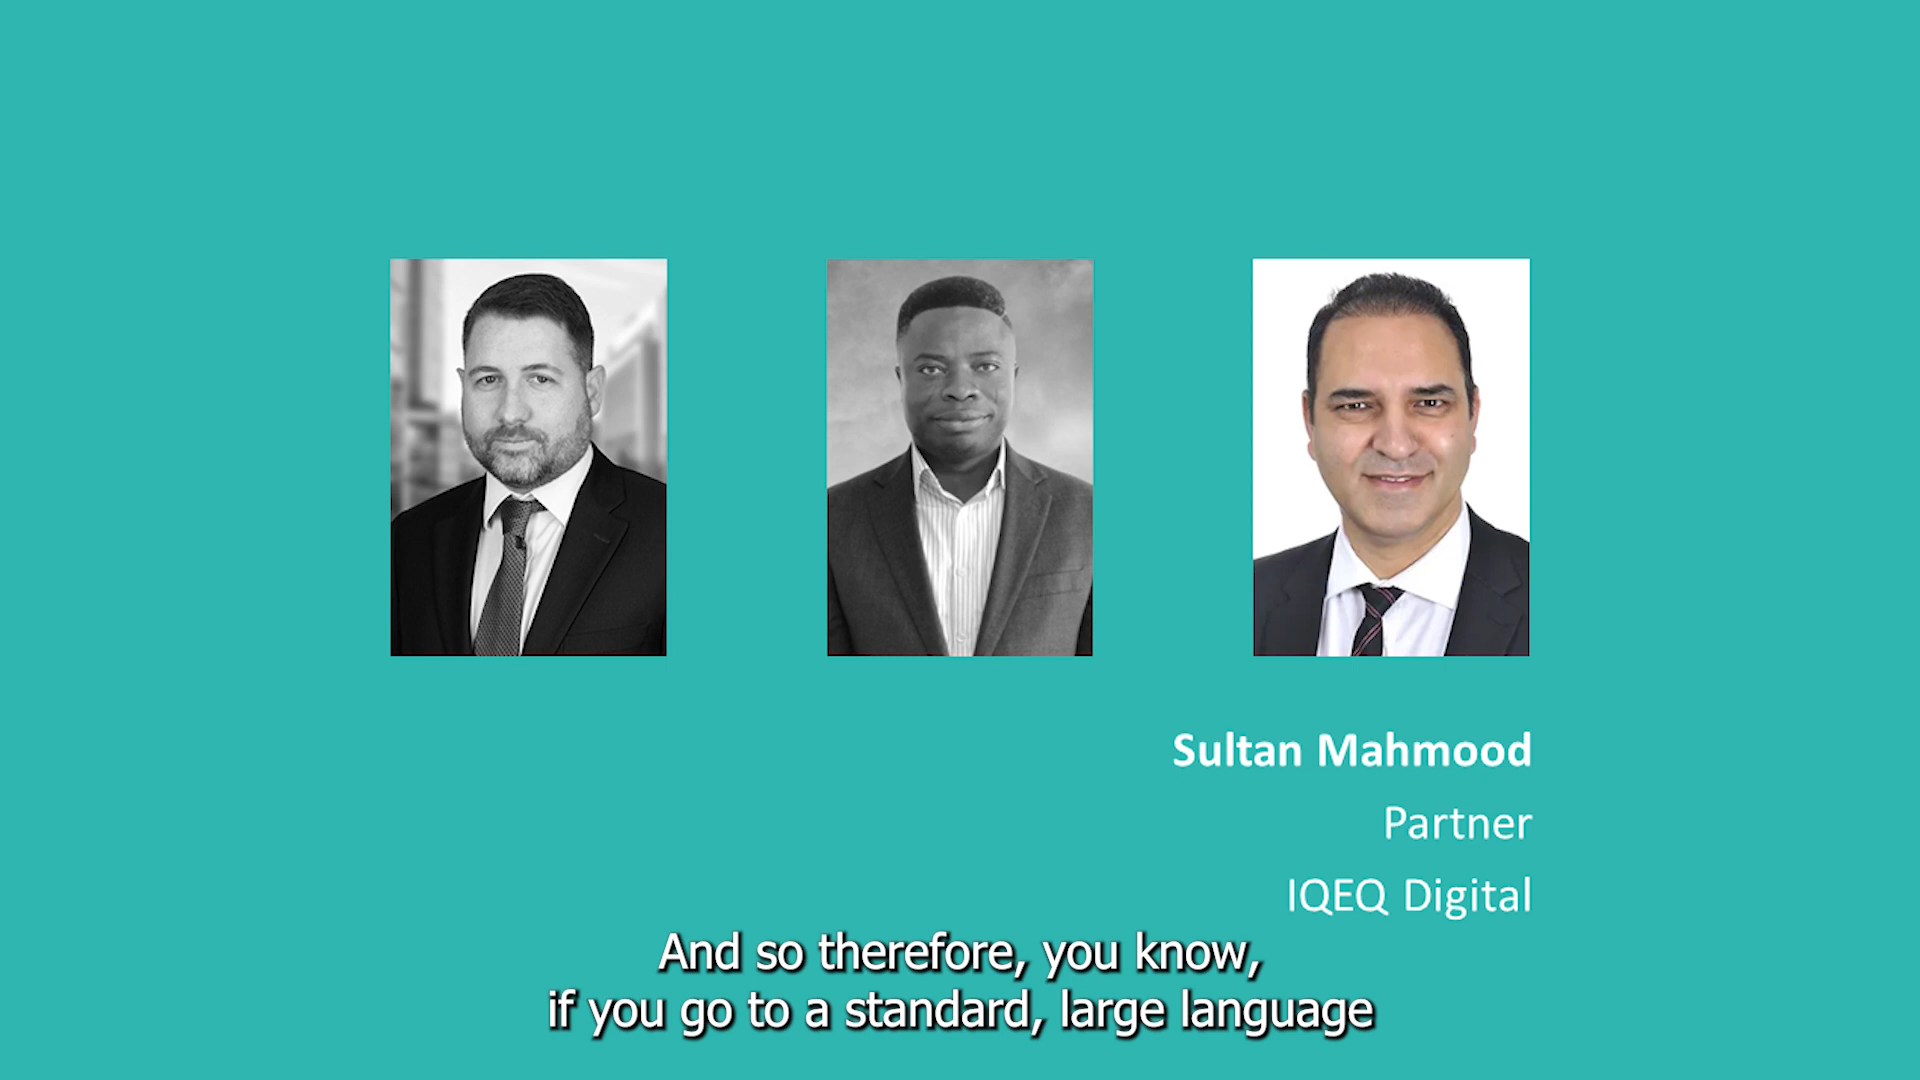 Sultan Mahmood
Partner
IQEQ Digital
And so therefore, you know,
if you go to a standard, large language